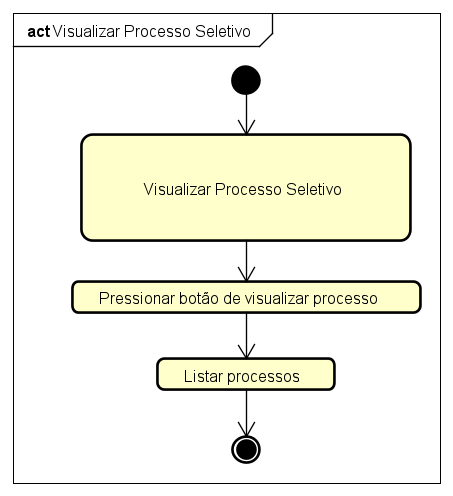 act Visualizar Processo Seletivo
Visualizar Processo Seletivo
Pressionar botão de visualizar processo
Listar processos